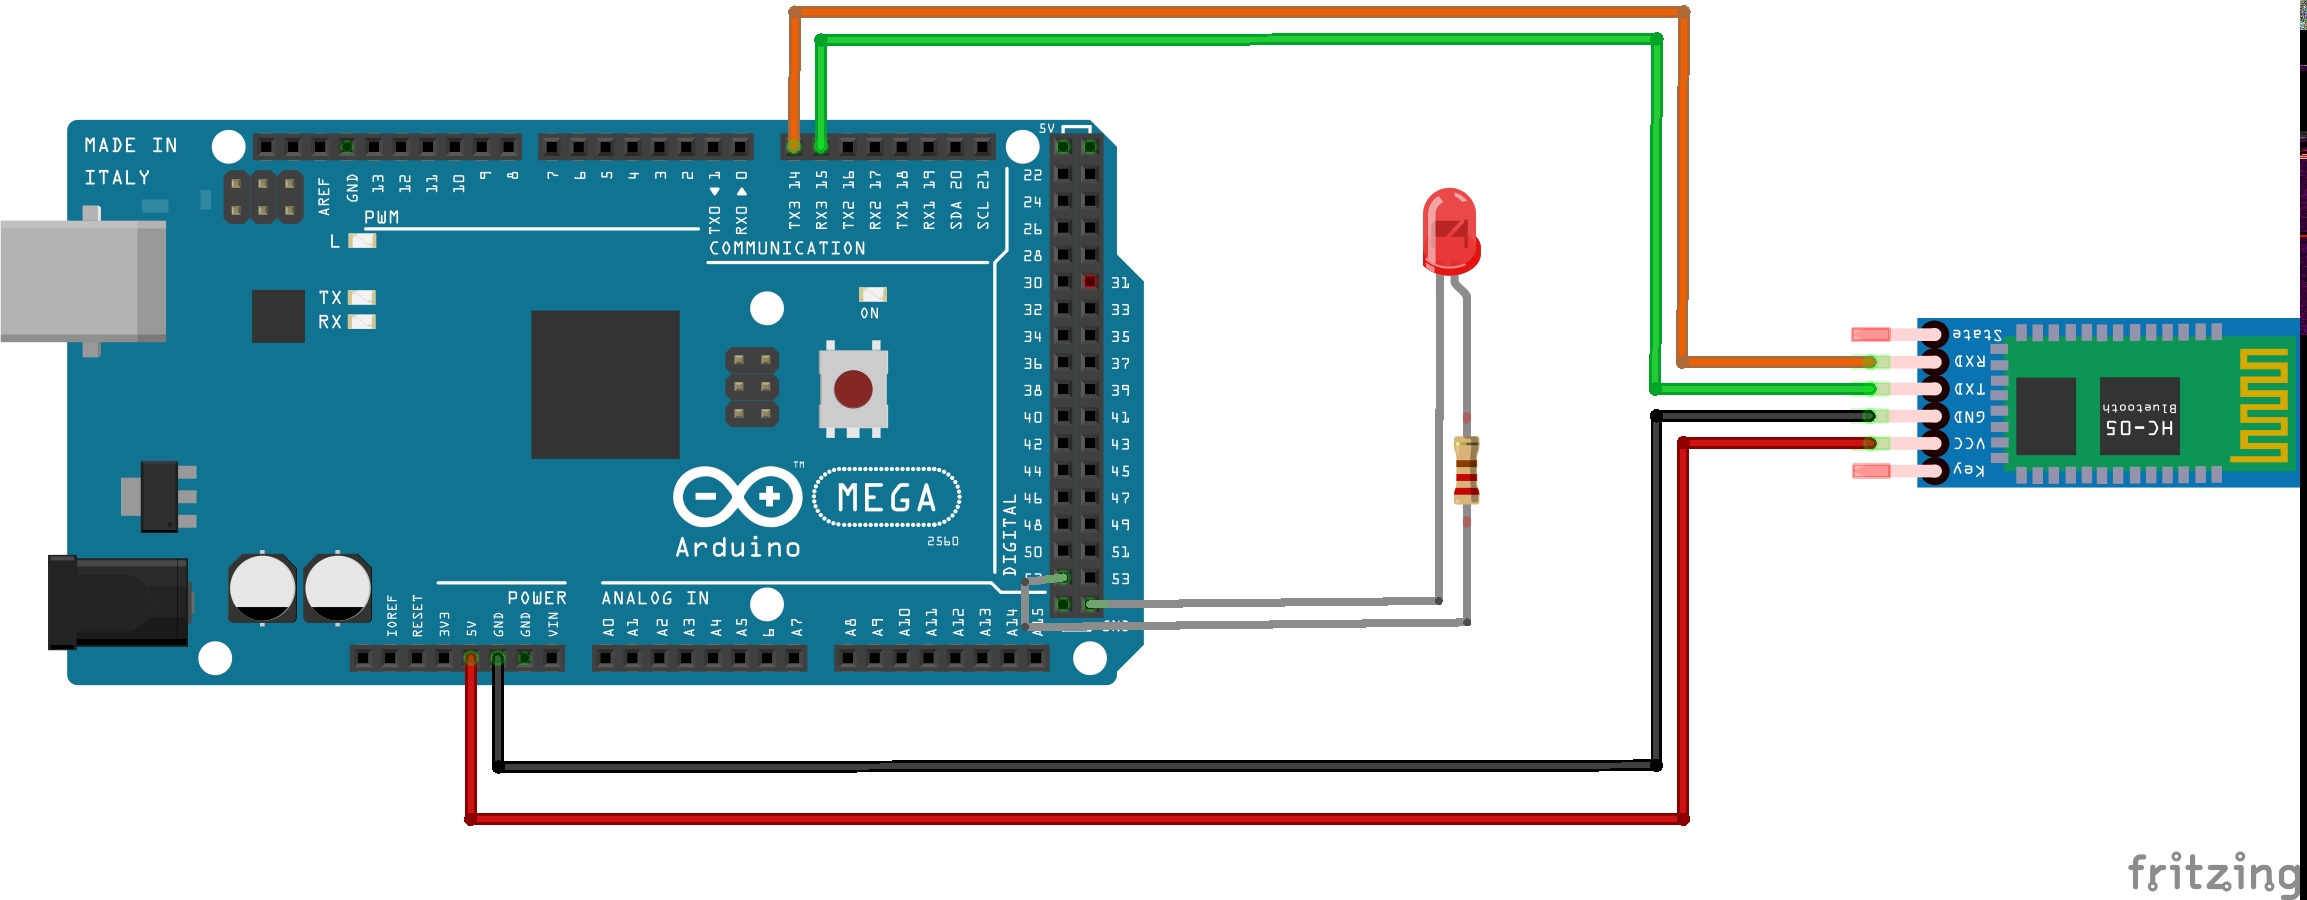 MADE IN
ITALY
AREF
GND
13
12
11
10
9
8
7
6
5
4
3
2
TX0 ◄ 1
RX0 ► 0
TX3 14
RX3 15
TX2 16
RX2 17
TX1 18
RX1 19
SDA 20
SCL 21
PWM
COMMUNICATION
L
TX
RX
ON
5V
22
24
26
28
30 31
32 33
34 35
36 37
38 39
40 41
42 43
44 45
46 47
48 49
50 51
53
DIGITAL
TM
MEGA
Arduino
2560
POWER
ANALOG IN
IOREF
RESET
3V3
5V
GND
GND
VIN
A0
A1
A2
A3
A4
A5
6
A7
A8
A9
A10
A11
A12
A13
A14
State
RXD
TXD
GND
VCC
Key
HC-05
Bluetooth
fritzing